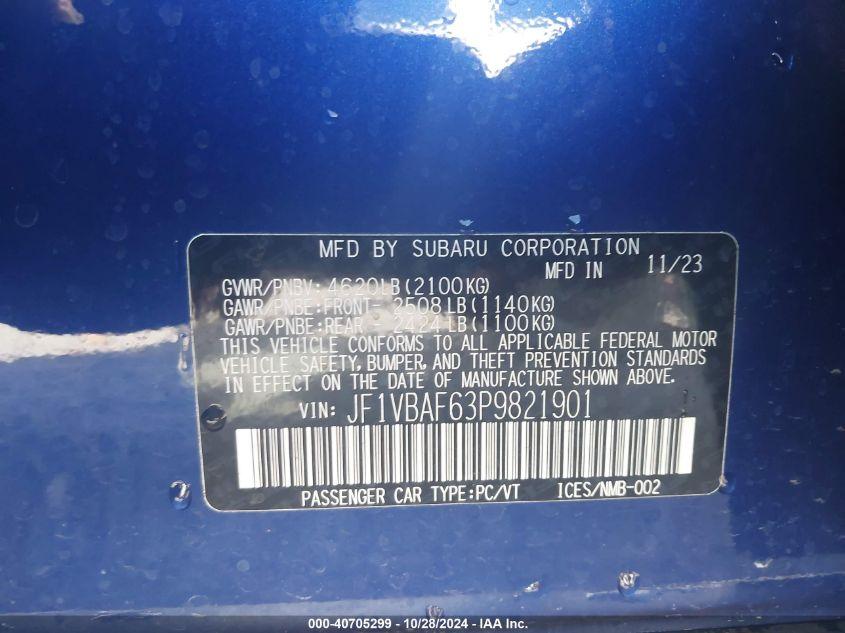 MFD BY SUBARU CORPORATION
MFD IN 11/23
GVWR/PNBV: 4620LB(2100KG)
GAWR/PNBE:FRONT- 2508LB(1140KG)
GAWR/PNBE:REAR - 2424LB(1100KG)
THIS VEHICLE CONFORMS TO ALL APPLICABLE FEDERAL MOTOR
VEHICLE SAFETY, BUMPER, AND THEFT PREVENTION STANDARDS
IN EFFECT ON THE DATE OF MANUFACTURE SHOWN ABOVE.
VIN: JF1VBAF63P9821901
PASSENGER CAR TYPE:PC/VT ICES/NMB-002
000-40705299 - 10/28/2024 - IAA Inc.